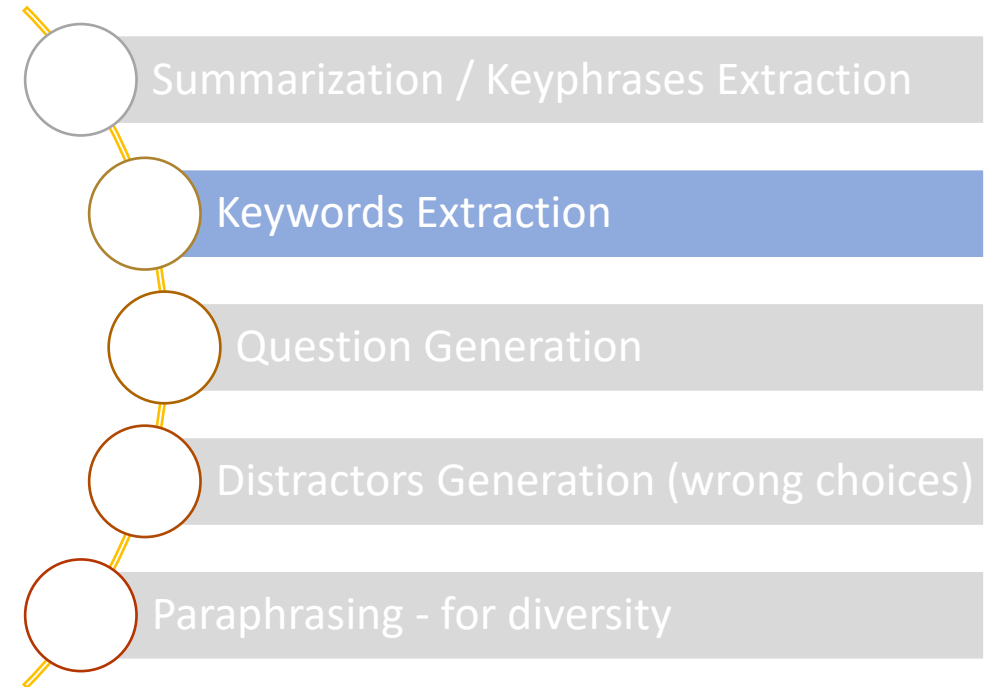 Summarization / Keyphrases Extraction
Keywords Extraction
Question Generation
Distractors Generation (wrong choices)
Paraphrasing - for diversity